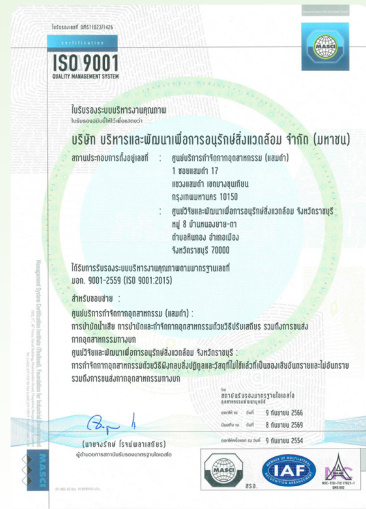 ใบรับรองเลขที่ QMS11023/1426
certification
MASCI
ISO 9001
QUALITY MANAGEMENT SYSTEM
ใบรับรองระบบบริหารงานคุณภาพ
ใบรับรองฉบับนี้ให้ไว้เพื่อแสดงว่า
บริษัท บริหารและพัฒนาเพื่อการอนุรักษ์สิ่งแวดล้อม จำกัด (มหาชน)
สถานประกอบการตั้งอยู่เลขที่ : ศูนย์บริการกำจัดกากอุตสาหกรรม (แสมดำ)
1 ซอยแสมดำ 17
แขวงแสมดำ เขตบางขุนเทียน
กรุงเทพมหานคร 10150
: ศูนย์วิจัยและพัฒนาเพื่อการอนุรักษ์สิ่งแวดล้อม จังหวัดราชบุรี
หมู่ 8 บ้านหนองนาย-ตา
ตำบลหินกอง อำเภอเมือง
จังหวัดราชบุรี 70000
ได้รับการรับรองระบบบริหารงานคุณภาพตามมาตรฐานเลขที่
มอก. 9001-2559 (ISO 9001:2015)
สำหรับขอบข่าย :
ศูนย์บริการกำจัดกากอุตสาหกรรม (แสมดำ) :
การบำบัดน้ำเสีย การบำบัดและกำจัดกากอุตสาหกรรมด้วยวิธีปรับเสถียร รวมถึงการขนส่ง
กากอุตสาหกรรมทางบก
ศูนย์วิจัยและพัฒนาเพื่อการอนุรักษ์สิ่งแวดล้อม จังหวัดราชบุรี :
การกำจัดกากอุตสาหกรรมด้วยวิธีฝังกลบสิ่งปฏิกูลและวัสดุที่ไม่ใช้แล้วที่เป็นของเสียอันตรายและไม่อันตราย
รวมถึงการขนส่งกากอุตสาหกรรมทางบก
โดย
สถาบันรับรองมาตรฐานไอเอสโอ
ออกให้ ณ วันที่ 9 กันยายน 2566
วันที่ 8 กันยายน 2569
วันที่ 9 กันยายน 2554
ผู้อำนวยการสถาบันรับรองมาตรฐานไอเอสโอ
MASCI
สรอ.
IAF
Management System Certification Institute (Thailand), Foundation for Industrial
MASCI